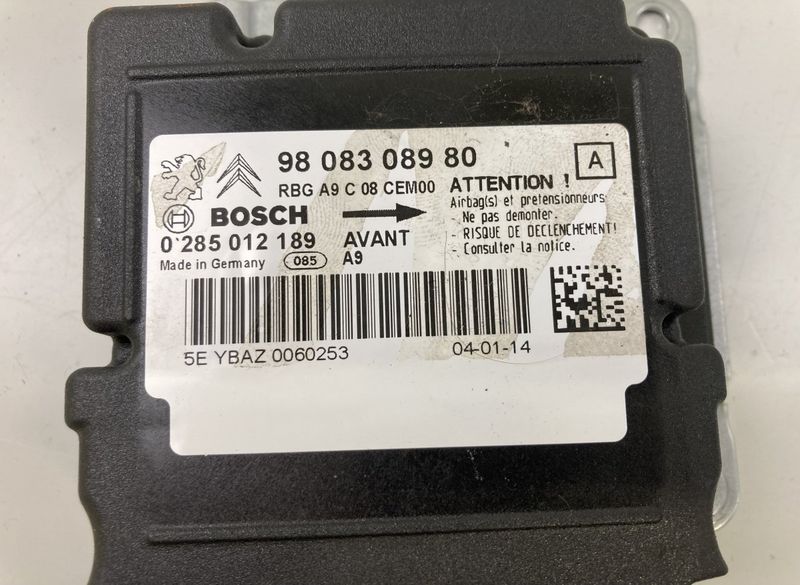 98 083 089 80
A
RBG A9 C 08 CEM00
ATTENTION !
Airbag(s) et pretensionneurs
- Ne pas demonter.
- RISQUE DE DECLENCHEMENT!
- Consulter la notice.
BOSCH
0 285 012 189
AVANT
Made in Germany
085
A9
5E YBAZ 0060253
04-01-14